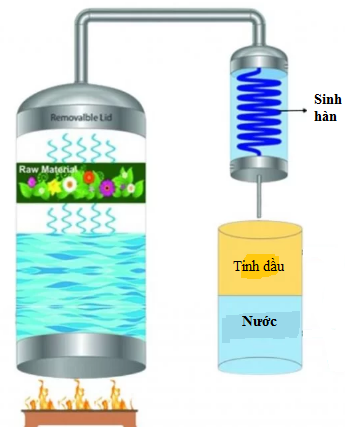 Removalble Lid
Raw Material
Sinh
hàn
Tinh dầu
Nước